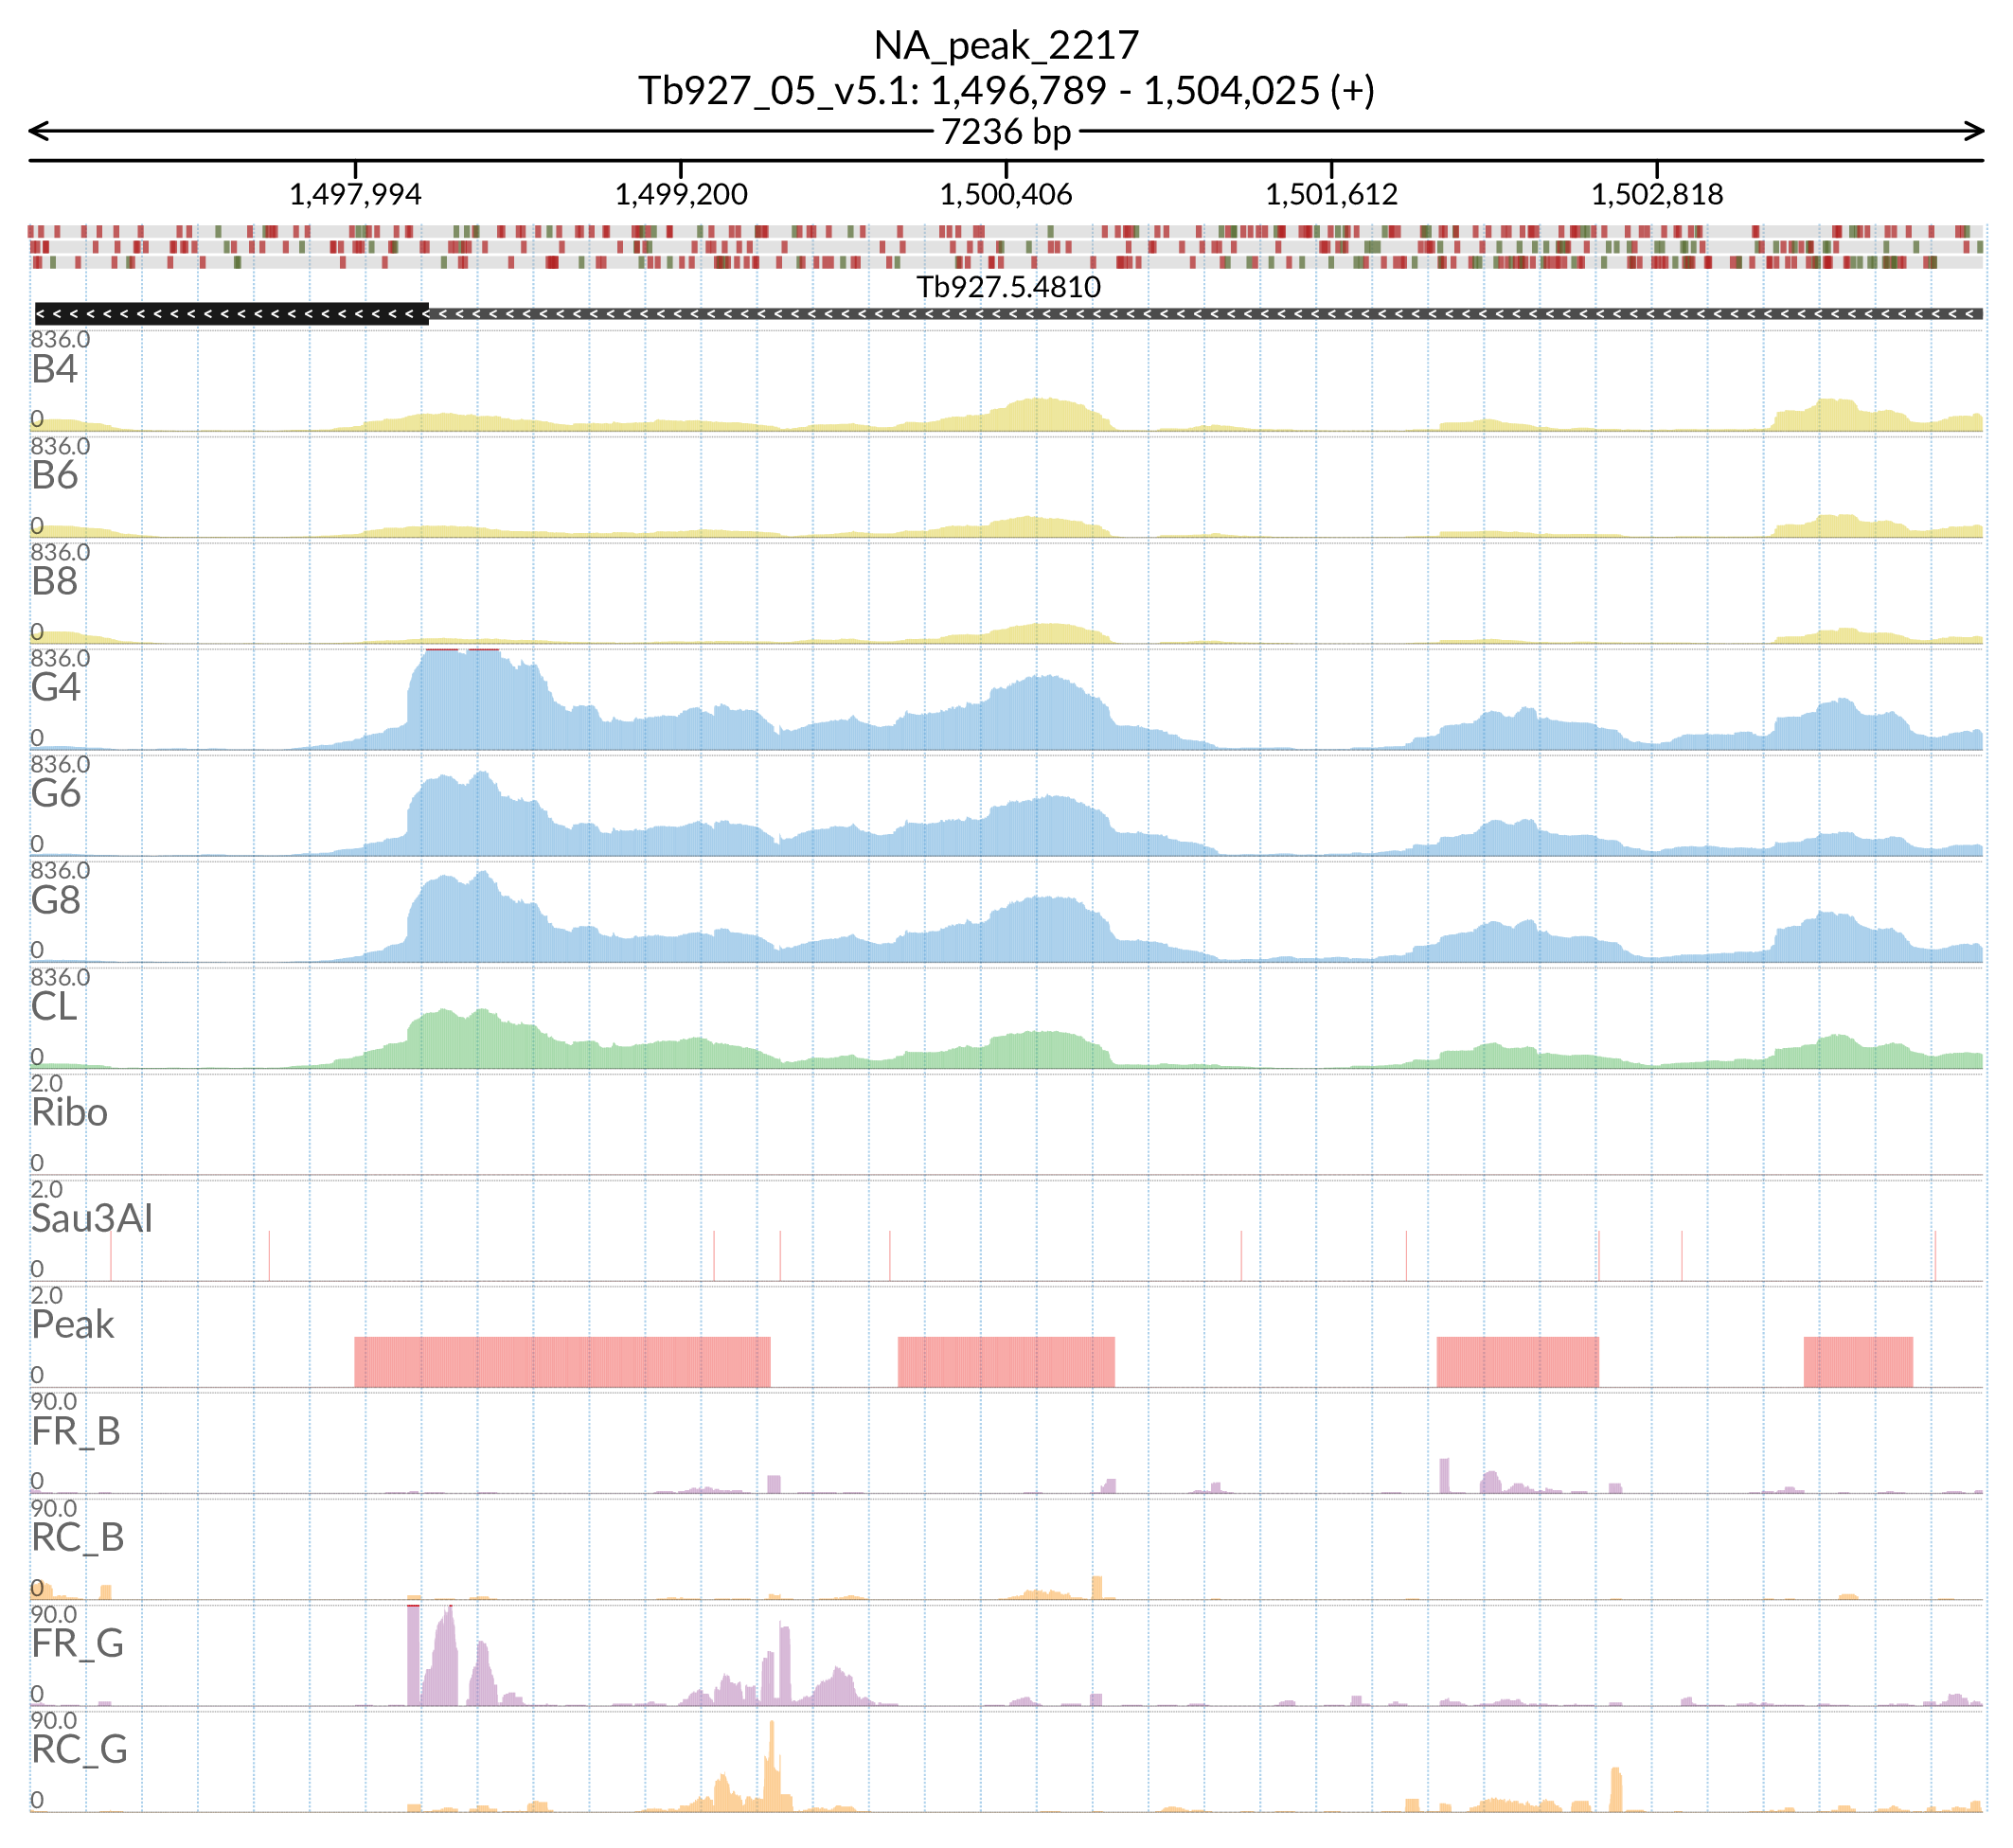 NA_peak_2217
Tb927_05_v5.1: 1,496,789 - 1,504,025 (+)
7236 bp
1,497,994 1,499,200 1,500,406 1,501,612 1,502,818
Tb927.5.4810
836.0
B4
0
836.0
B6
0
836.0
B8
0
836.0
G4
0
836.0
G6
0
836.0
G8
0
836.0
CL
0
2.0
Ribo
0
2.0
Sau3AI
0
2.0
Peak
0
90.0
FR_B
0
90.0
RC_B
0
90.0
FR_G
0
90.0
RC_G
0